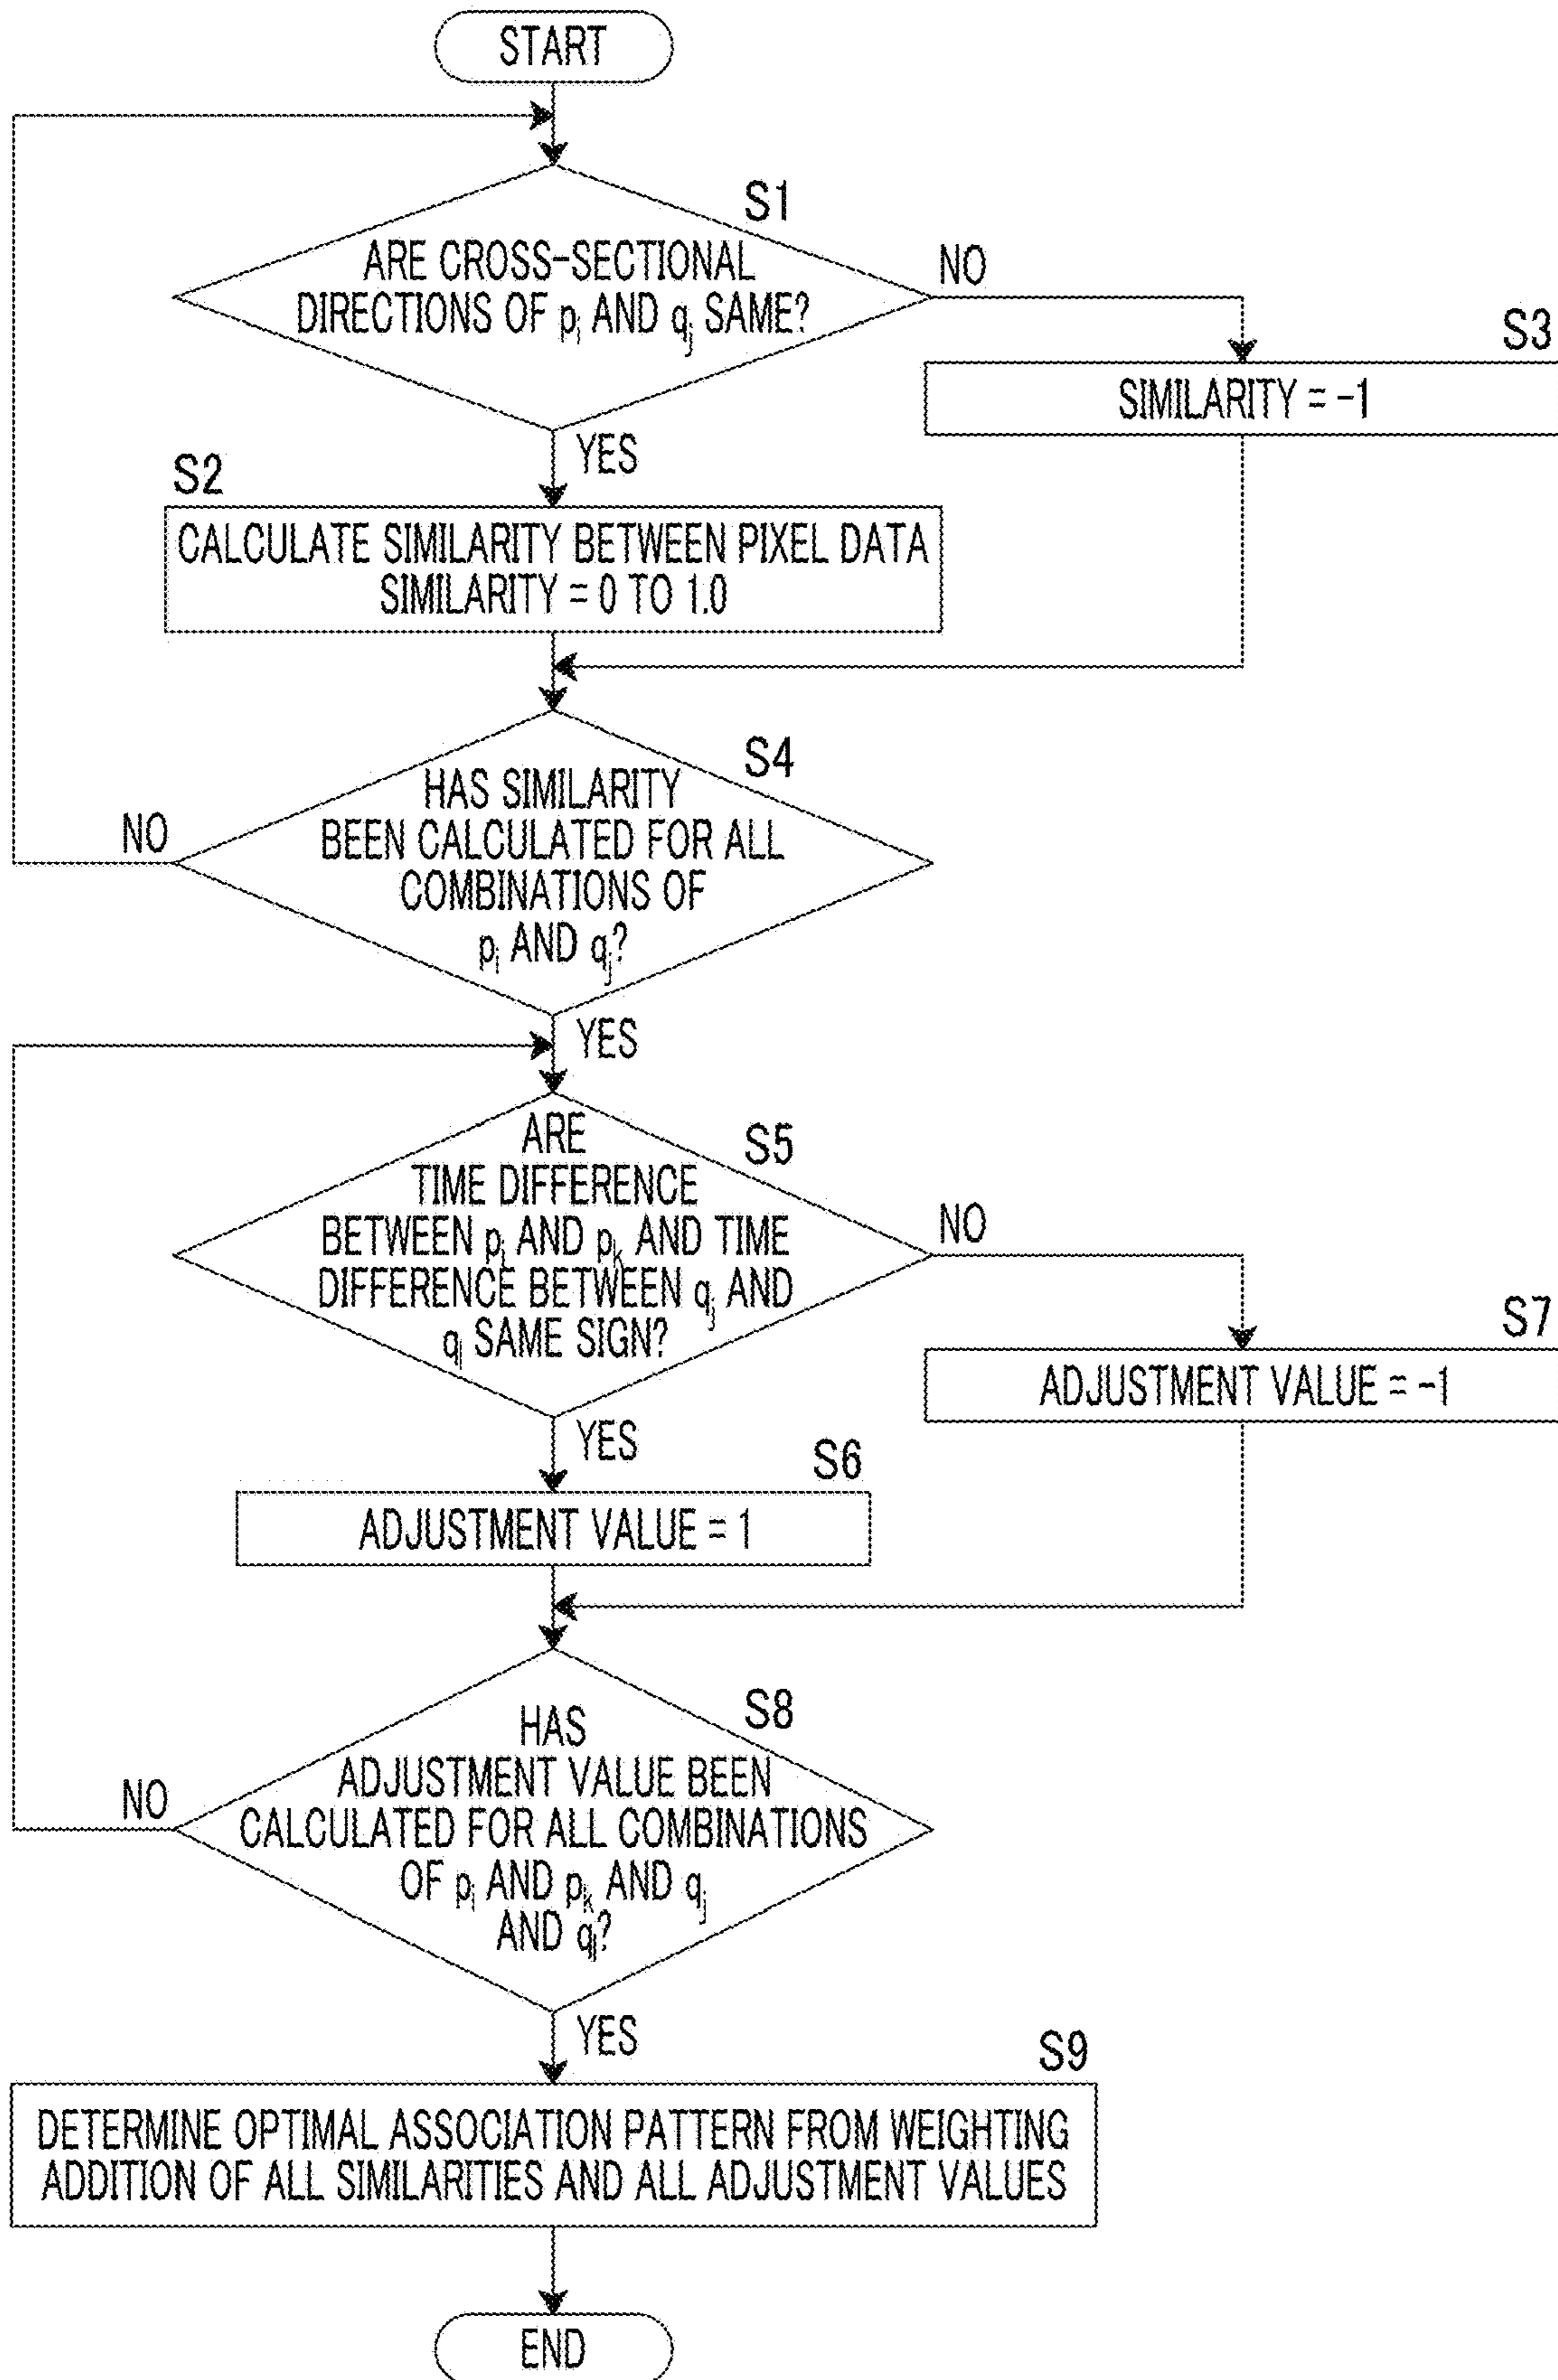 START
S1
ARE CROSS-SECTIONAL
DIRECTIONS OF pi AND qj SAME?
NO
S3
SIMILARITY = -1
YES
S2
CALCULATE SIMILARITY BETWEEN PIXEL DATA
SIMILARITY = 0 TO 1.0
S4
HAS SIMILARITY
BEEN CALCULATED FOR ALL
COMBINATIONS OF
pi AND qj?
NO
YES
S5
ARE
TIME DIFFERENCE
BETWEEN pi AND pk AND TIME
DIFFERENCE BETWEEN qj AND
ql SAME SIGN?
NO
S7
ADJUSTMENT VALUE = -1
YES
S6
ADJUSTMENT VALUE = 1
S8
HAS
ADJUSTMENT VALUE BEEN
CALCULATED FOR ALL COMBINATIONS
OF pi AND pk AND qj
AND ql?
NO
YES
S9
DETERMINE OPTIMAL ASSOCIATION PATTERN FROM WEIGHTING
ADDITION OF ALL SIMILARITIES AND ALL ADJUSTMENT VALUES
END